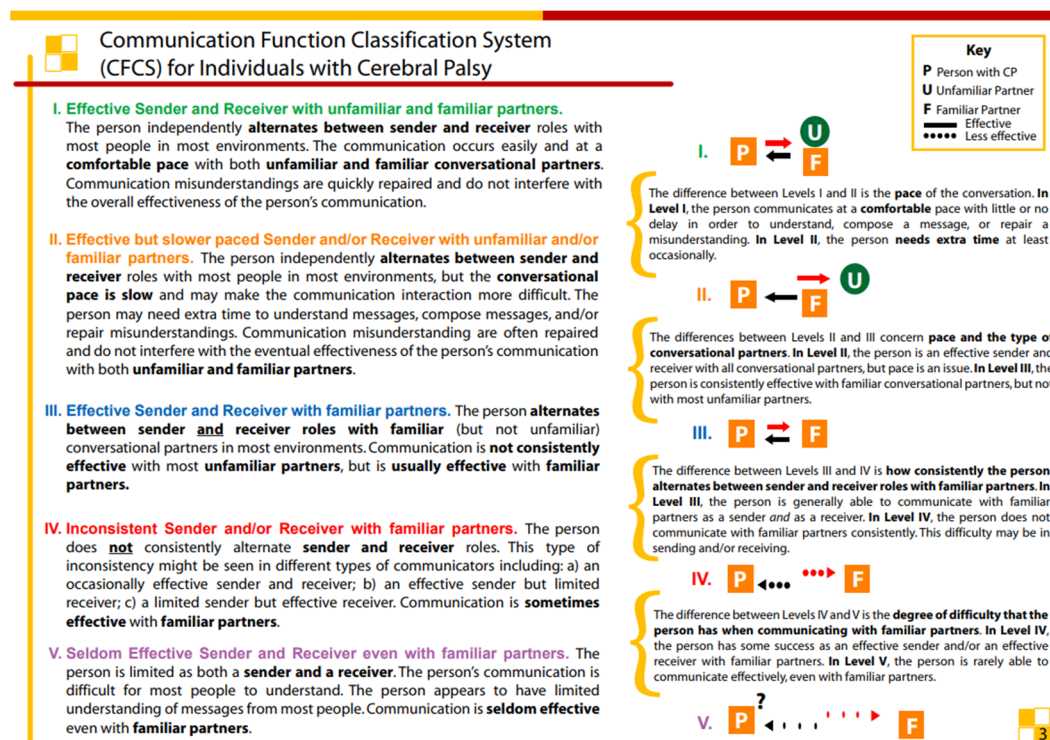 Communication Function Classification System
(CFCS) for Individuals with Cerebral Palsy
Key
P Person with CP
U Unfamiliar Partner
F Familiar Partner
Effective
Less effective
I. Effective Sender and Receiver with unfamiliar and familiar partners.
The person independently alternates between sender and receiver roles with
most people in most environments. The communication occurs easily and at a
comfortable pace with both unfamiliar and familiar conversational partners.
Communication misunderstandings are quickly repaired and do not interfere with
the overall effectiveness of the person's communication.
II. Effective but slower paced Sender and/or Receiver with unfamiliar and/or
familiar partners. The person independently alternates between sender and
receiver roles with most people in most environments, but the conversational
pace is slow and may make the communication interaction more difficult. The
person may need extra time to understand messages, compose messages, and/or
repair misunderstandings. Communication misunderstanding are often repaired
and do not interfere with the eventual effectiveness of the person's communication
with both unfamiliar and familiar partners.
III. Effective Sender and Receiver with familiar partners. The person alternates
between sender and receiver roles with familiar (but not unfamiliar)
conversational partners in most environments. Communication is not consistently
effective with most unfamiliar partners, but is usually effective with familiar
partners.
IV. Inconsistent Sender and/or Receiver with familiar partners. The person
does not consistently alternate sender and receiver roles. This type of
inconsistency might be seen in different types of communicators including: a) an
occasionally effective sender and receiver; b) an effective sender but limited
receiver; c) a limited sender but effective receiver. Communication is sometimes
effective with familiar partners.
V. Seldom Effective Sender and Receiver even with familiar partners. The
person is limited as both a sender and a receiver. The person's communication is
difficult for most people to understand. The person appears to have limited
understanding of messages from most people. Communication is seldom effective
even with familiar partners.
I. P U F
The difference between Levels I and II is the pace of the conversation. In
Level I, the person communicates at a comfortable pace with little or no
delay in order to understand, compose a message, or repair a
misunderstanding. In Level II, the person needs extra time at least
occasionally.
II. P F U
The differences between Levels II and III concern pace and the type of
conversational partners. In Level II, the person is an effective sender and
receiver with all conversational partners, but pace is an issue. In Level III, the
person is consistently effective with familiar conversational partners, but not
with most unfamiliar partners.
III. P F
The difference between Levels III and IV is how consistently the person
alternates between sender and receiver roles with familiar partners. In
Level III, the person is generally able to communicate with familiar
partners as a sender and as a receiver. In Level IV, the person does not
communicate with familiar partners consistently. This difficulty may be in
sending and/or receiving.
IV. P F
The difference between Levels IV and V is the degree of difficulty that the
person has when communicating with familiar partners. In Level IV,
the person has some success as an effective sender and/or an effective
receiver with familiar partners. In Level V, the person is rarely able to
communicate effectively, even with familiar partners.
V. P ? F
3